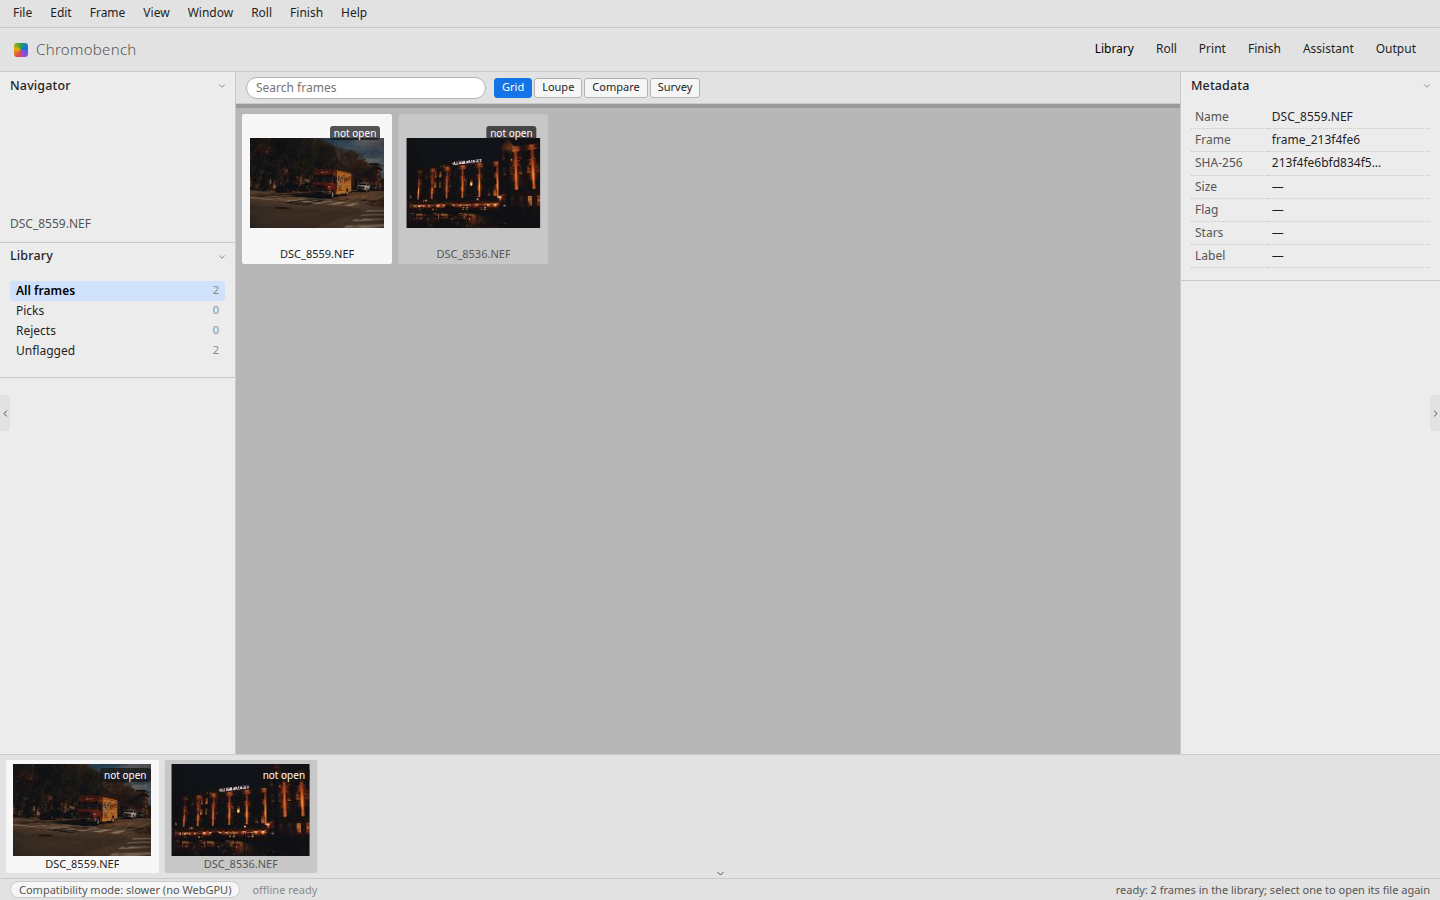 File Edit Frame View Window Roll Finish Help
Chromobench
Library Roll Print Finish Assistant Output
Navigator
DSC_8559.NEF
Library
All frames 2
Picks 0
Rejects 0
Unflagged 2
Search frames
Grid Loupe Compare Survey
not open
DSC_8559.NEF
not open
DSC_8536.NEF
Metadata
Name DSC_8559.NEF
Frame frame_213f4fe6
SHA-256 213f4fe6bfd834f5...
Size —
Flag —
Stars —
Label —
not open
DSC_8559.NEF
not open
DSC_8536.NEF
Compatibility mode: slower (no WebGPU) offline ready
ready: 2 frames in the library; select one to open its file again